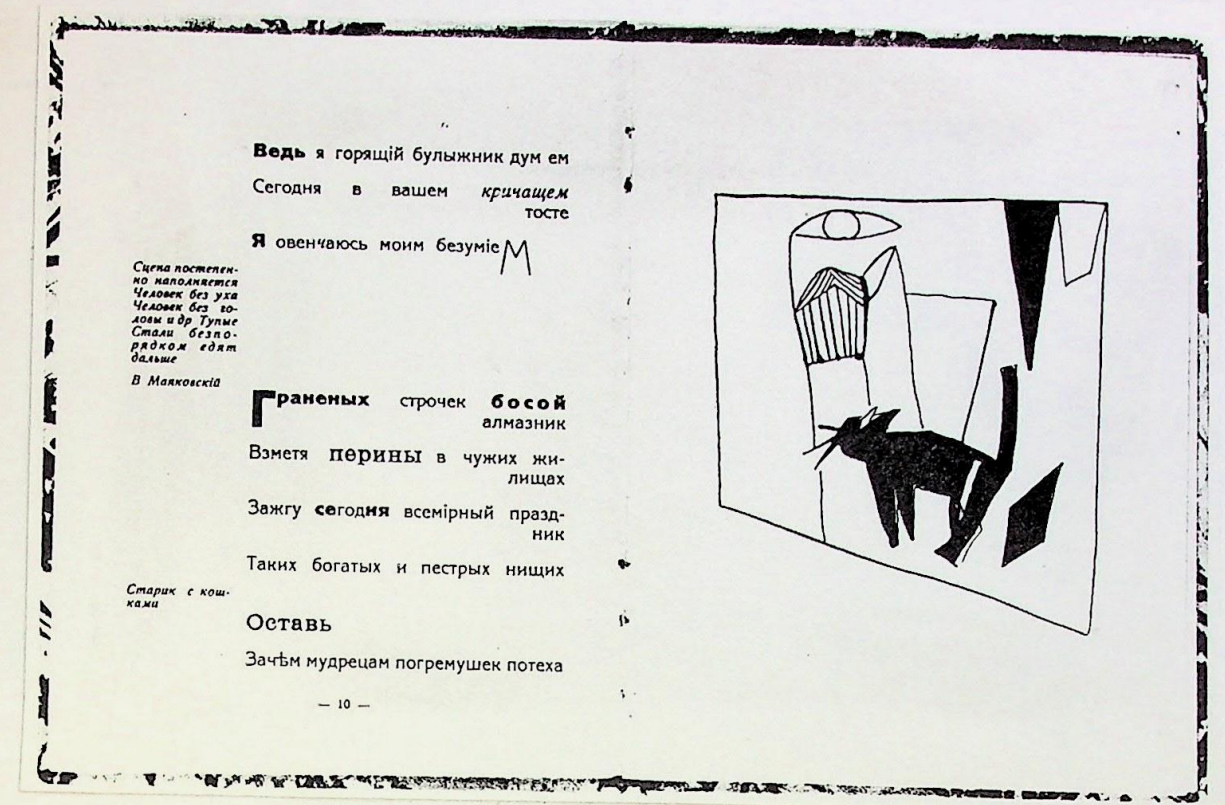 Ведь я горящій булыжник дум ем
Сегодня в вашем кричащем
тосте
Я овенчаюсь моим безуміеМ
Сцена постепен-
но наполняется
Человек без уха
Человек без го-
ловы и др Тупые
Стали безпо-
рядком едят
дальше
В Маяковскій
Граненых строчек босой
алмазник
Взметя перины в чужих жи-
лищах
Зажгу сегодня всемірный празд-
ник
Таких богатых и пестрых нищих
Старик с кош-
ками
Оставь
Зачѣм мудрецам погремушек потеха
— 10 —